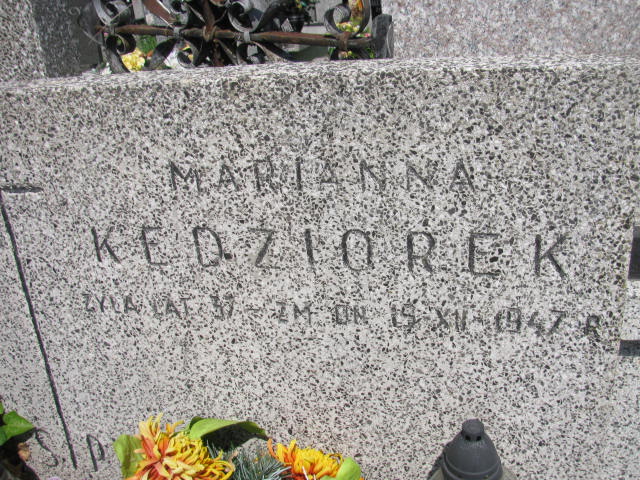 MARIANNA
KĘDZIOREK
ŻYŁA LAT 37 - ZM DN 15-XII-1947 R
Ś P